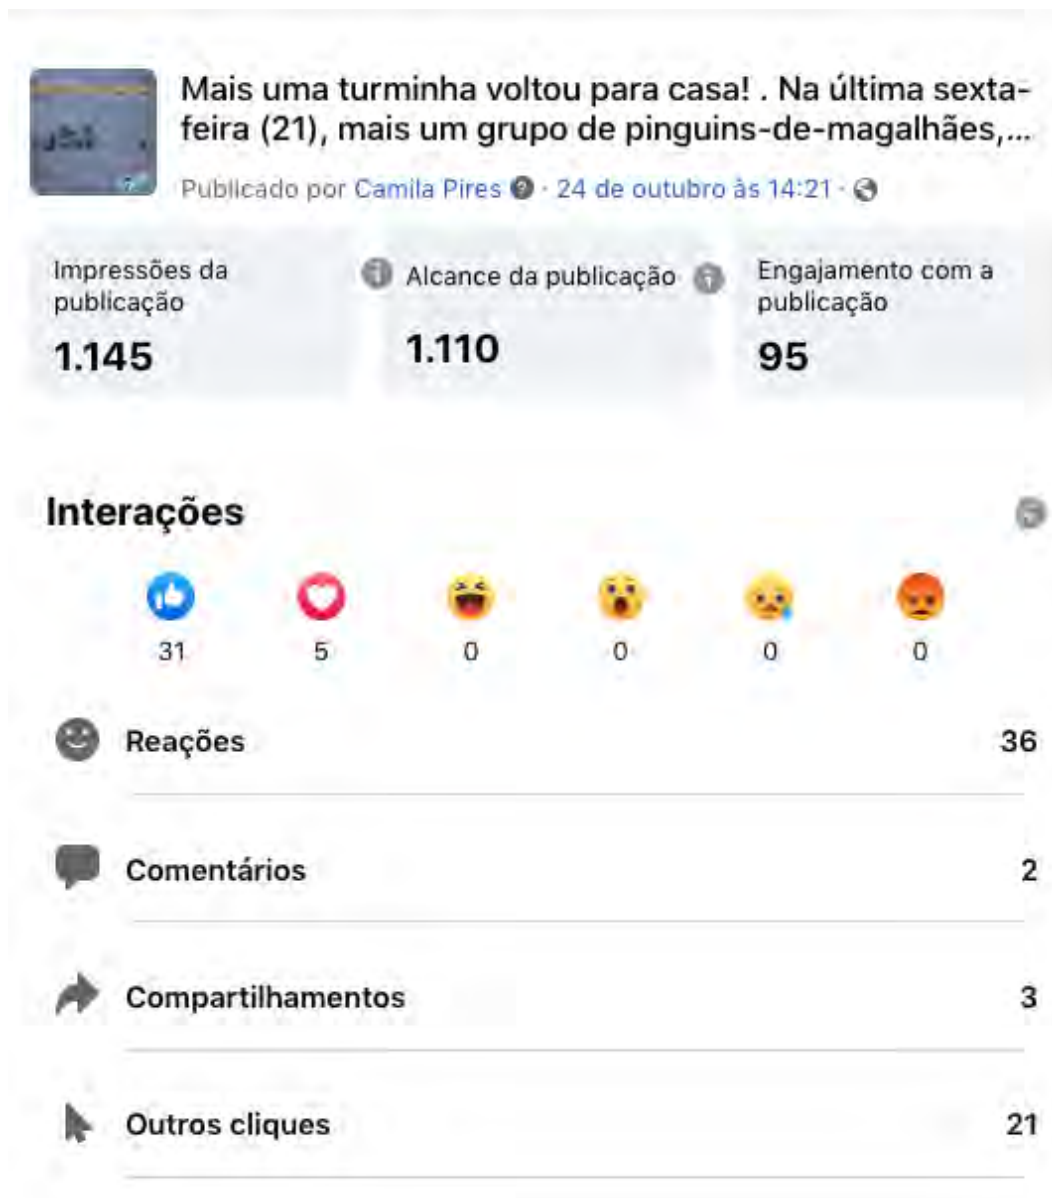 Mais uma turminha voltou para casa! . Na última sexta-
feira (21), mais um grupo de pinguins-de-magalhães,...
Publicado por Camila Pires · 24 de outubro às 14:21 ·
Impressões da
publicação
1.145
Alcance da publicação
1.110
Engajamento com a
publicação
95
Interações
31 5 0 0 0 0
Reações 36
Comentários 2
Compartilhamentos 3
Outros cliques 21